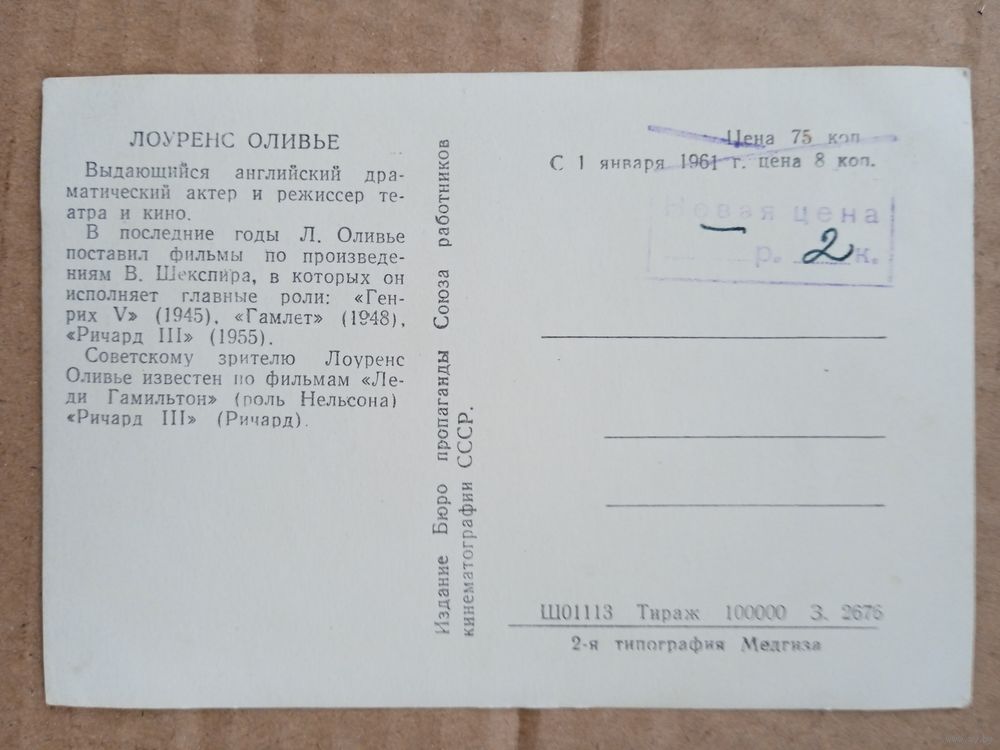 ЛОУРЕНС ОЛИВЬЕ
Выдающийся английский дра-
матический актер и режиссер те-
атра и кино.
В последние годы Л. Оливье
поставил фильмы по произведе-
ниям В. Шекспира, в которых он
исполняет главные роли: «Ген-
рих V» (1945), «Гамлет» (1948),
«Ричард III» (1955).
Советскому зрителю Лоуренс
Оливье известен по фильмам «Ле-
ди Гамильтон» (роль Нельсона)
«Ричард III» (Ричард).
Издание Бюро пропаганды Союза работников
кинематографии СССР.
Цена 75 коп
С 1 января 1961 г. цена 8 коп.
Новая цена
— р. 2 к.
Щ01113 Тираж 100000 З. 2676
2-я типография Медгиза